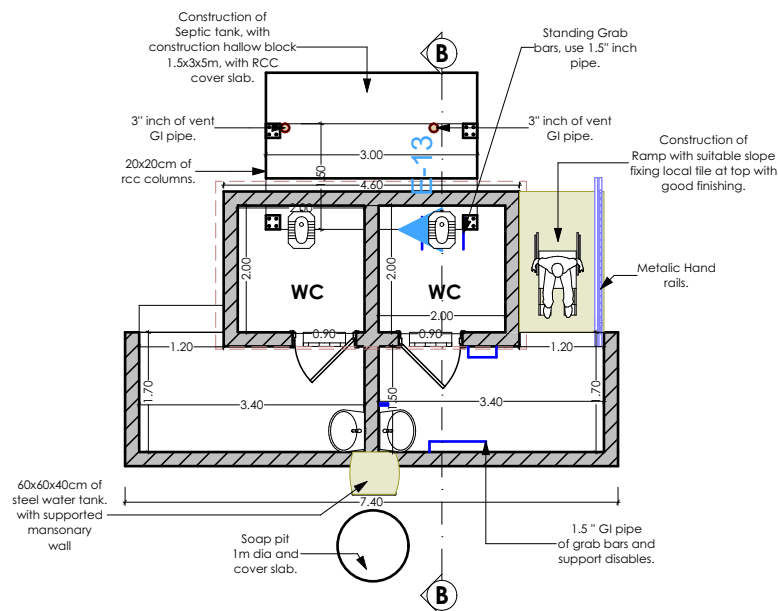 Construction of
Septic tank, with
construction hallow block
1.5x3x5m, with RCC
cover slab.
B
Standing Grab
bars, use 1.5" inch
pipe.
3" inch of vent
GI pipe.
3" inch of vent
GI pipe.
Construction of
Ramp with suitable slope
fixing local tile at top with
good finishing.
20x20cm of
rcc columns.
3.00
1.50
E-13
4.60
2.00
2.00
2.00
WC
WC
2.00
Metalic Hand
rails.
0.90
0.90
1.20
1.20
1.70
1.50
1.70
3.40
3.40
60x60x40cm of
steel water tank.
with supported
mansonary
wall
7.40
Soap pit
1m dia and
cover slab.
1.5 " GI pipe
of grab bars and
support disables.
B